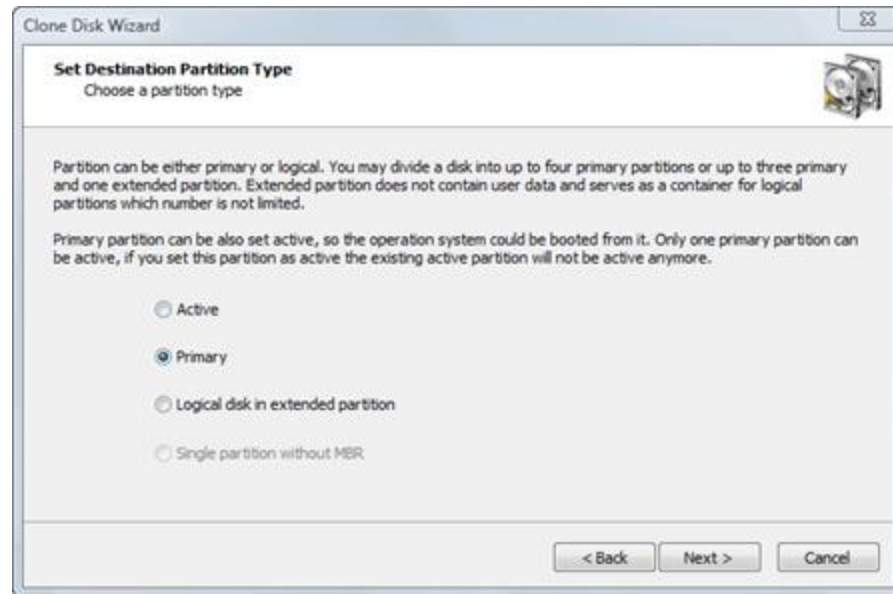 Clone Disk Wizard
Set Destination Partition Type
Choose a partition type
Partition can be either primary or logical. You may divide a disk into up to four primary partitions or up to three primary
and one extended partition. Extended partition does not contain user data and serves as a container for logical
partitions which number is not limited.
Primary partition can be also set active, so the operation system could be booted from it. Only one primary partition can
be active, if you set this partition as active the existing active partition will not be active anymore.
Active
Primary
Logical disk in extended partition
Single partition without MBR
< Back Next > Cancel